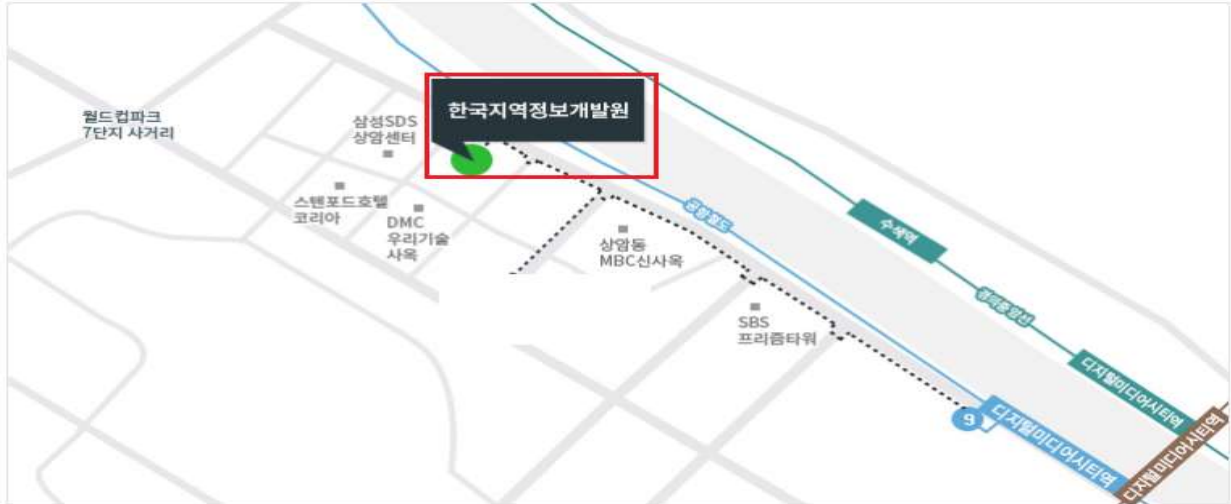 한국지역정보개발원
월드컵파크
7단지 사거리
삼성SDS
상암센터
스텐포드호텔
코리아
DMC
우리기술
사옥
상암동
MBC신사옥
공항철도
수색역
경의중앙선
SBS
프리즘타워
디지털미디어시티역
9
디지털미디어시티역
디지털미디어시티역